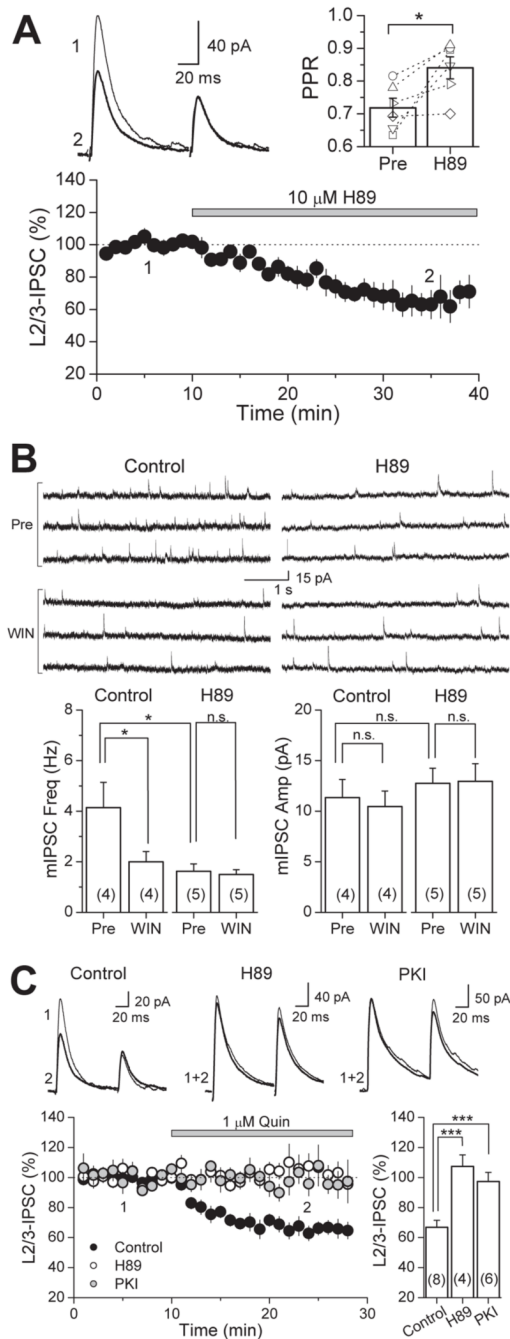 A
1
2
40 pA
20 ms
*
PPR
1.0
0.9
0.8
0.7
0.6
Pre H89
L2/3-IPSC (%)
140
120
100
80
60
40
20
10 µM H89
1
2
0 10 20 30 40
Time (min)
B
Control H89
Pre
15 pA
1 s
WIN
Control H89
mIPSC Freq (Hz)
8
6
4
2
0
*
*
n.s.
(4) (4) (5) (5)
Pre WIN Pre WIN
Control H89
mIPSC Amp (pA)
20
15
10
5
0
n.s.
n.s.
n.s.
(4) (4) (5) (5)
Pre WIN Pre WIN
C
Control H89 PKI
1
2
20 pA
20 ms
1+2
40 pA
20 ms
1+2
50 pA
20 ms
L2/3-IPSC (%)
140
120
100
80
60
40
20
1 µM Quin
1
2
Control
H89
PKI
0 10 20 30
Time (min)
L2/3-IPSC (%)
140
120
100
80
60
40
20
***
***
(8) (4) (6)
Control H89 PKI